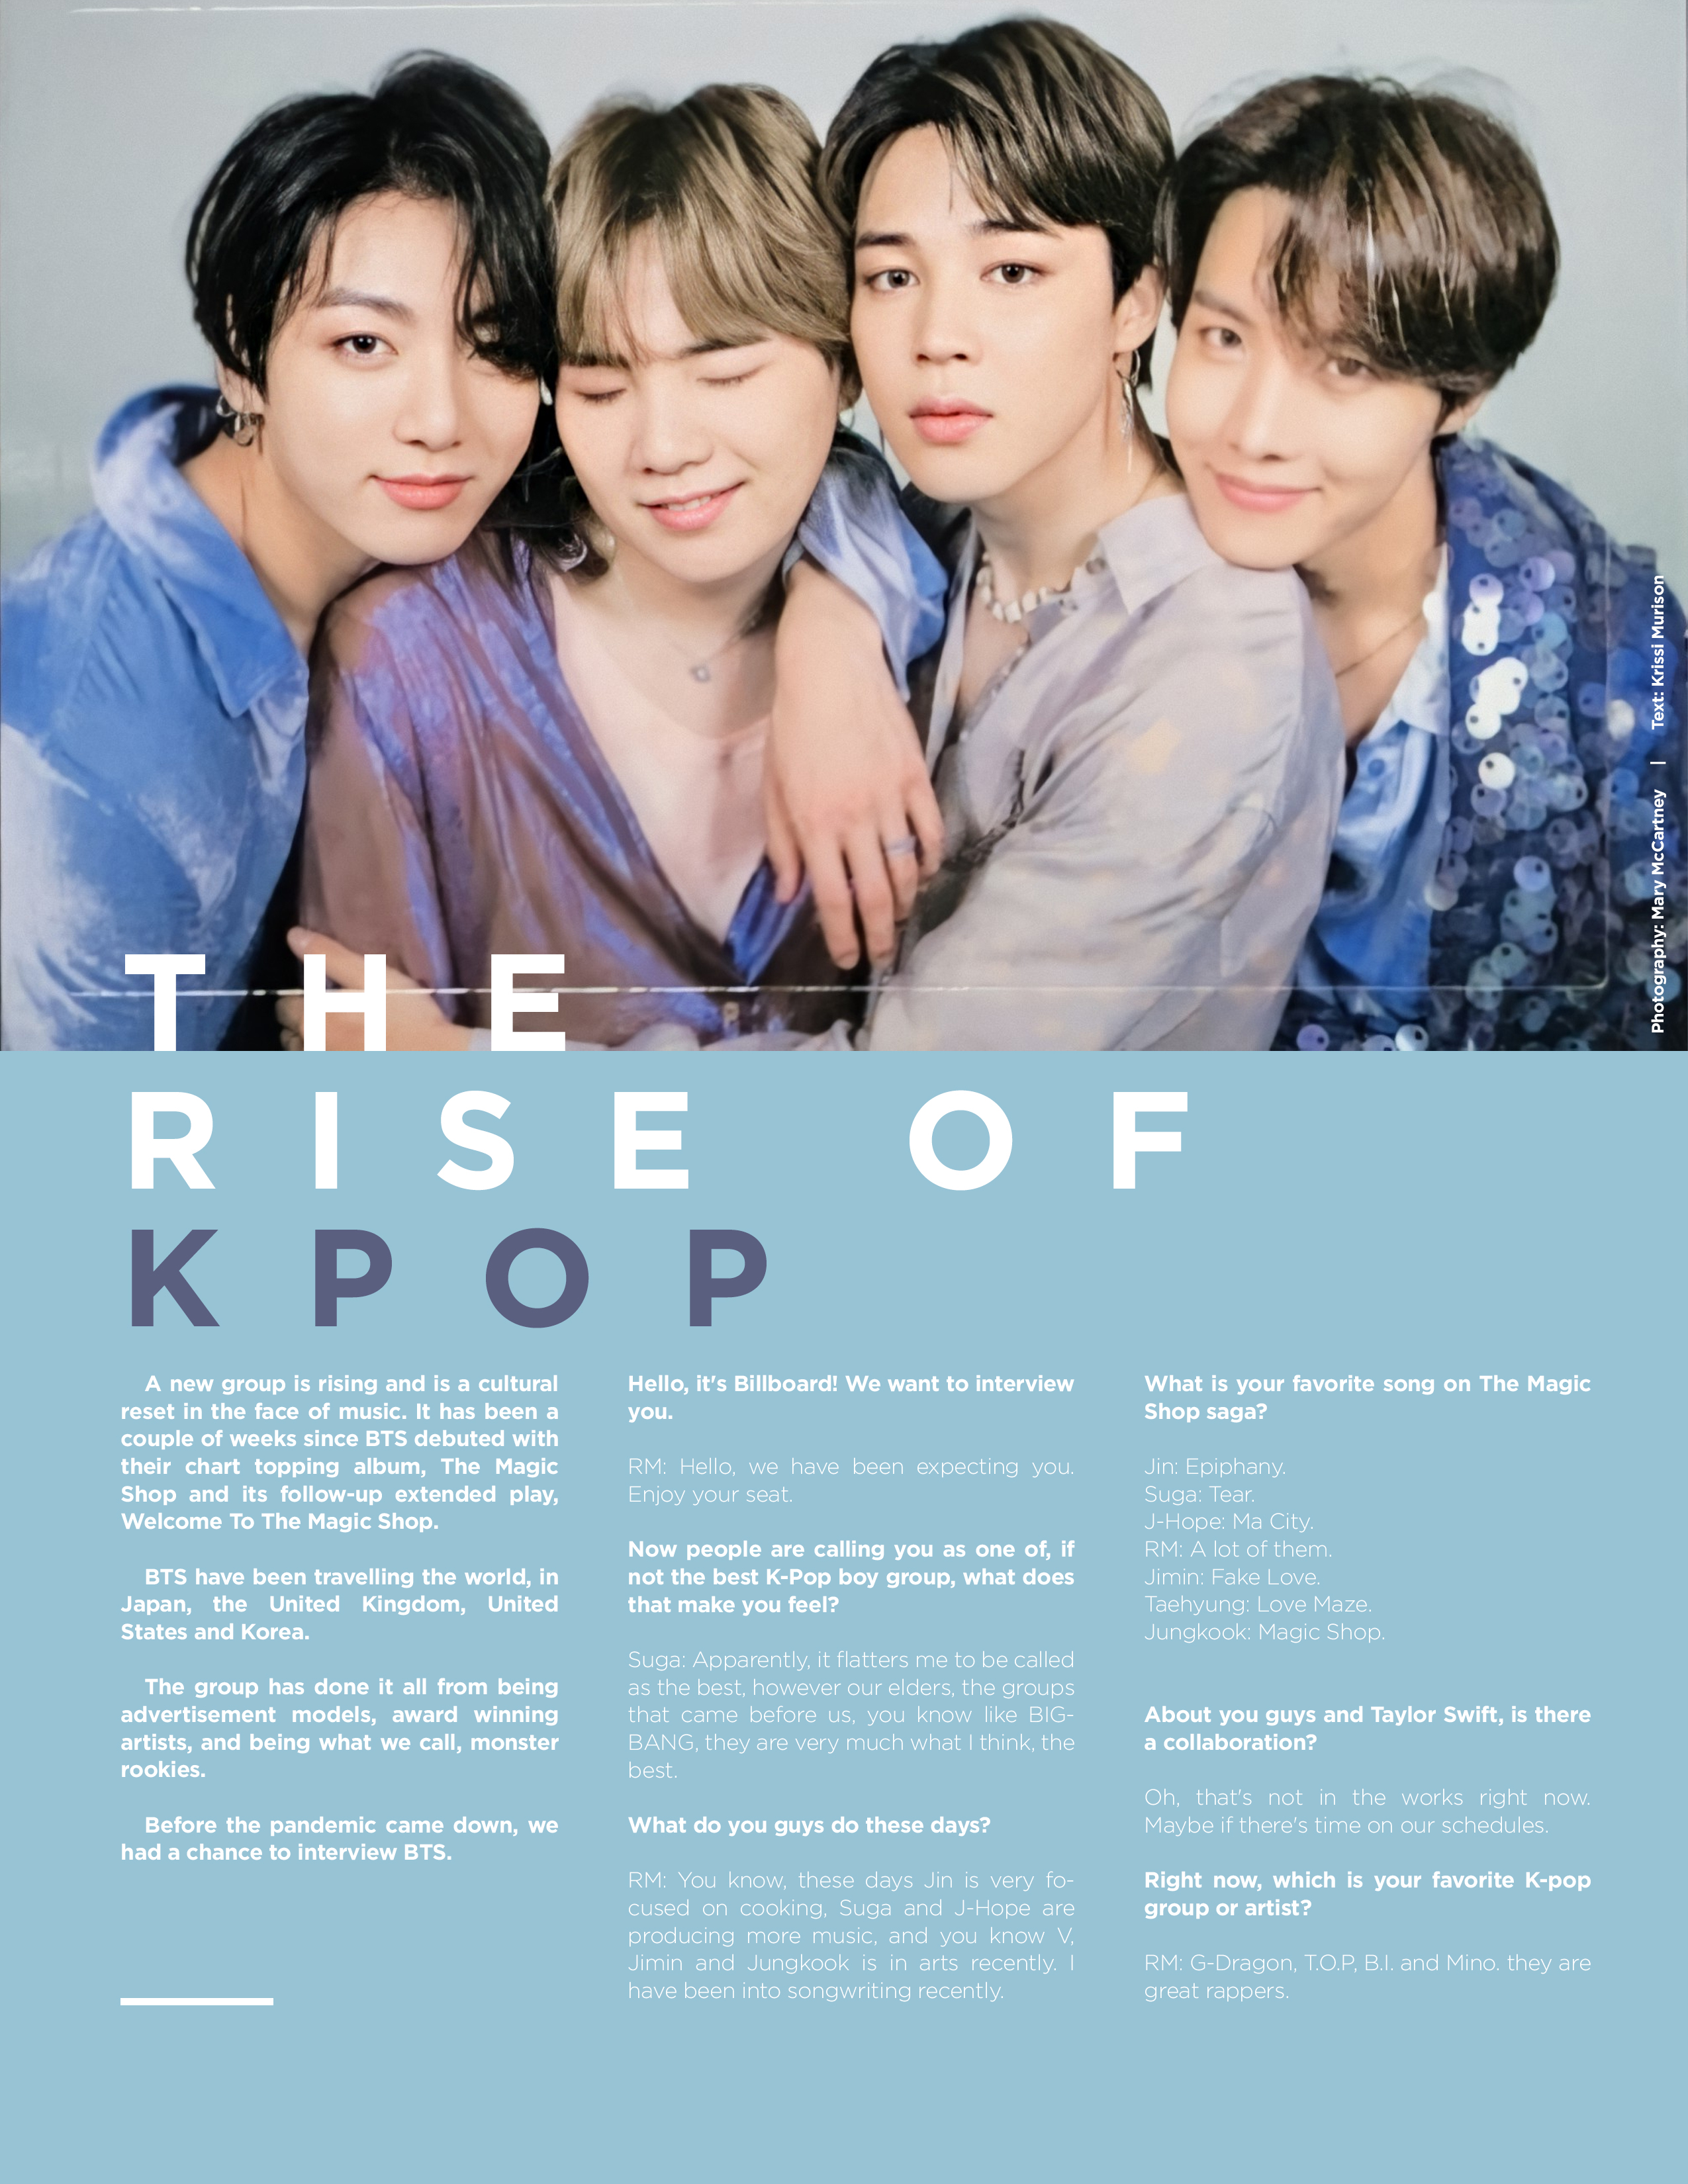 Photography: Mary McCartney | Text: Krissi Murison
THE
RISE OF
KPOP
A new group is rising and is a cultural
reset in the face of music. It has been a
couple of weeks since BTS debuted with
their chart topping album, The Magic
Shop and its follow-up extended play,
Welcome To The Magic Shop.
BTS have been travelling the world, in
Japan, the United Kingdom, United
States and Korea.
The group has done it all from being
advertisement models, award winning
artists, and being what we call, monster
rookies.
Before the pandemic came down, we
had a chance to interview BTS.
Hello, it's Billboard! We want to interview
you.
RM: Hello, we have been expecting you.
Enjoy your seat.
Now people are calling you as one of, if
not the best K-Pop boy group, what does
that make you feel?
Suga: Apparently, it flatters me to be called
as the best, however our elders, the groups
that came before us, you know like BIG-
BANG, they are very much what I think, the
best.
What do you guys do these days?
RM: You know, these days Jin is very fo-
cused on cooking, Suga and J-Hope are
producing more music, and you know V,
Jimin and Jungkook is in arts recently. I
have been into songwriting recently.
What is your favorite song on The Magic
Shop saga?
Jin: Epiphany.
Suga: Tear.
J-Hope: Ma City.
RM: A lot of them.
Jimin: Fake Love.
Taehyung: Love Maze.
Jungkook: Magic Shop.
About you guys and Taylor Swift, is there
a collaboration?
Oh, that's not in the works right now.
Maybe if there's time on our schedules.
Right now, which is your favorite K-pop
group or artist?
RM: G-Dragon, T.O.P, B.I. and Mino. they are
great rappers.